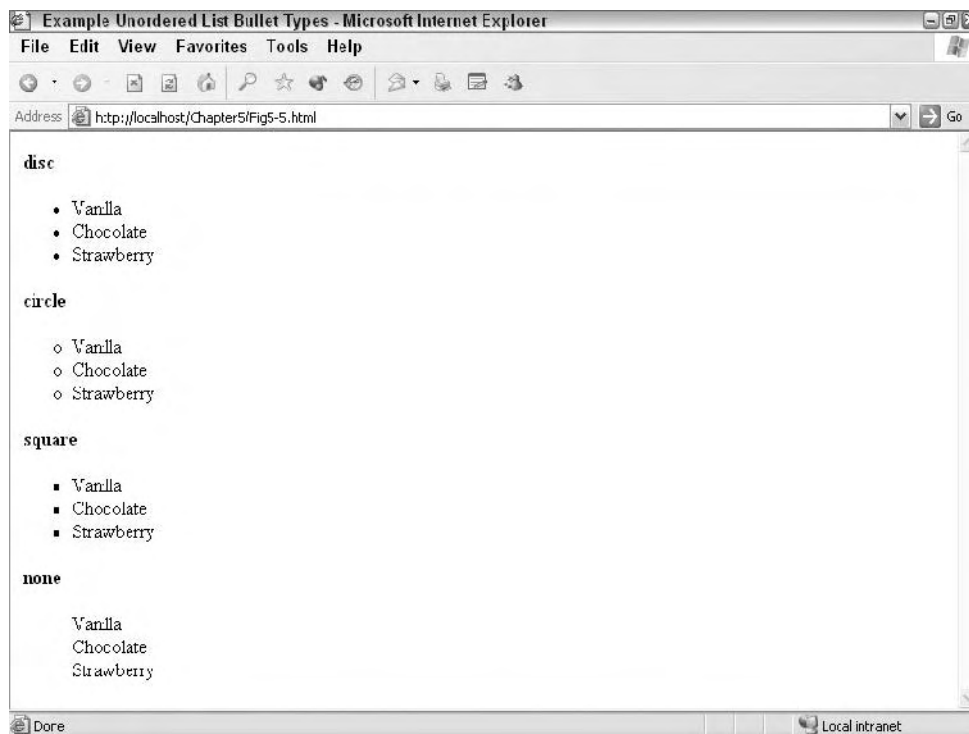 Example Unordered List Bullet Types - Microsoft Internet Explorer
File Edit View Favorites Tools Help
Address http://localhost/Chapter5/Fig5-5.html Go
disc
• Vanilla
• Chocolate
• Strawberry
circle
○ Vanilla
○ Chocolate
○ Strawberry
square
▪ Vanilla
▪ Chocolate
▪ Strawberry
none
Vanilla
Chocolate
Strawberry
Done Local intranet